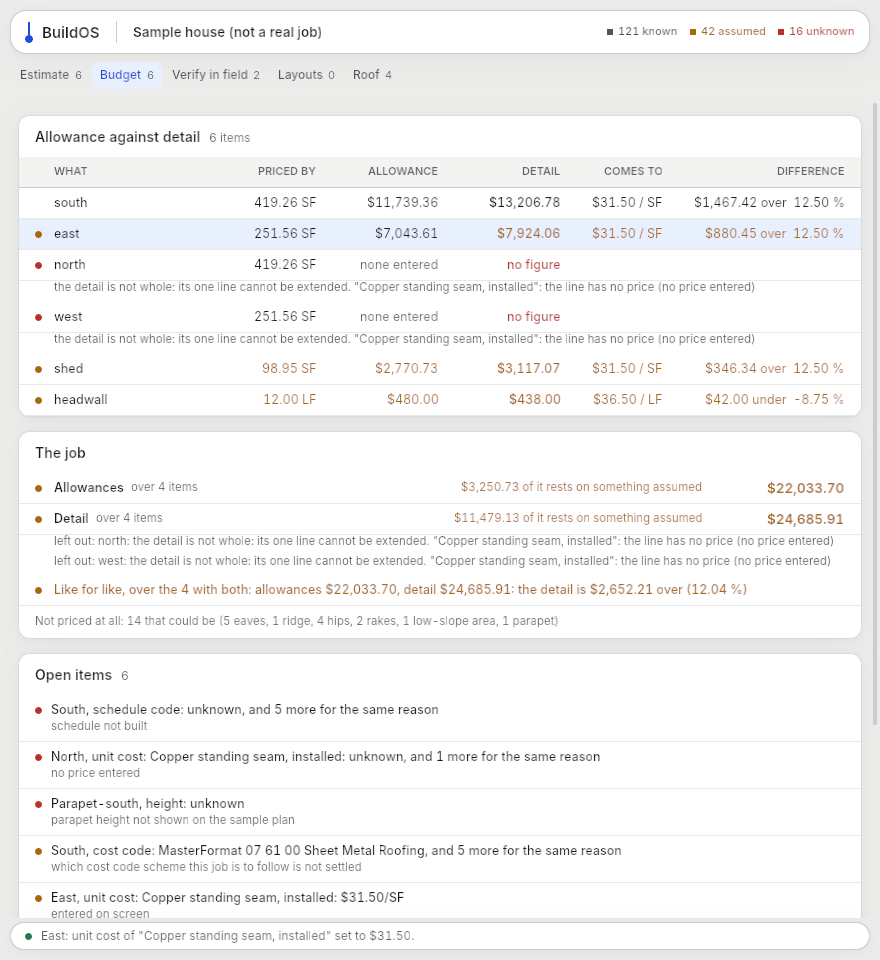 BuildOS Sample house (not a real job) 121 known 42 assumed 16 unknown
Estimate 6 Budget 6 Verify in field 2 Layouts 0 Roof 4
Allowance against detail 6 items
WHAT PRICED BY ALLOWANCE DETAIL COMES TO DIFFERENCE
south 419.26 SF $11,739.36 $13,206.78 $31.50 / SF $1,467.42 over 12.50 %
east 251.56 SF $7,043.61 $7,924.06 $31.50 / SF $880.45 over 12.50 %
north 419.26 SF none entered no figure
the detail is not whole: its one line cannot be extended. "Copper standing seam, installed": the line has no price (no price entered)
west 251.56 SF none entered no figure
the detail is not whole: its one line cannot be extended. "Copper standing seam, installed": the line has no price (no price entered)
shed 98.95 SF $2,770.73 $3,117.07 $31.50 / SF $346.34 over 12.50 %
headwall 12.00 LF $480.00 $438.00 $36.50 / LF $42.00 under -8.75 %
The job
Allowances over 4 items $3,250.73 of it rests on something assumed $22,033.70
Detail over 4 items $11,479.13 of it rests on something assumed $24,685.91
left out: north: the detail is not whole: its one line cannot be extended. "Copper standing seam, installed": the line has no price (no price entered)
left out: west: the detail is not whole: its one line cannot be extended. "Copper standing seam, installed": the line has no price (no price entered)
Like for like, over the 4 with both: allowances $22,033.70, detail $24,685.91: the detail is $2,652.21 over (12.04 %)
Not priced at all: 14 that could be (5 eaves, 1 ridge, 4 hips, 2 rakes, 1 low-slope area, 1 parapet)
Open items 6
South, schedule code: unknown, and 5 more for the same reason
schedule not built
North, unit cost: Copper standing seam, installed: unknown, and 1 more for the same reason
no price entered
Parapet-south, height: unknown
parapet height not shown on the sample plan
South, cost code: MasterFormat 07 61 00 Sheet Metal Roofing, and 5 more for the same reason
which cost code scheme this job is to follow is not settled
East, unit cost: Copper standing seam, installed: $31.50/SF
entered on screen
East: unit cost of "Copper standing seam, installed" set to $31.50.